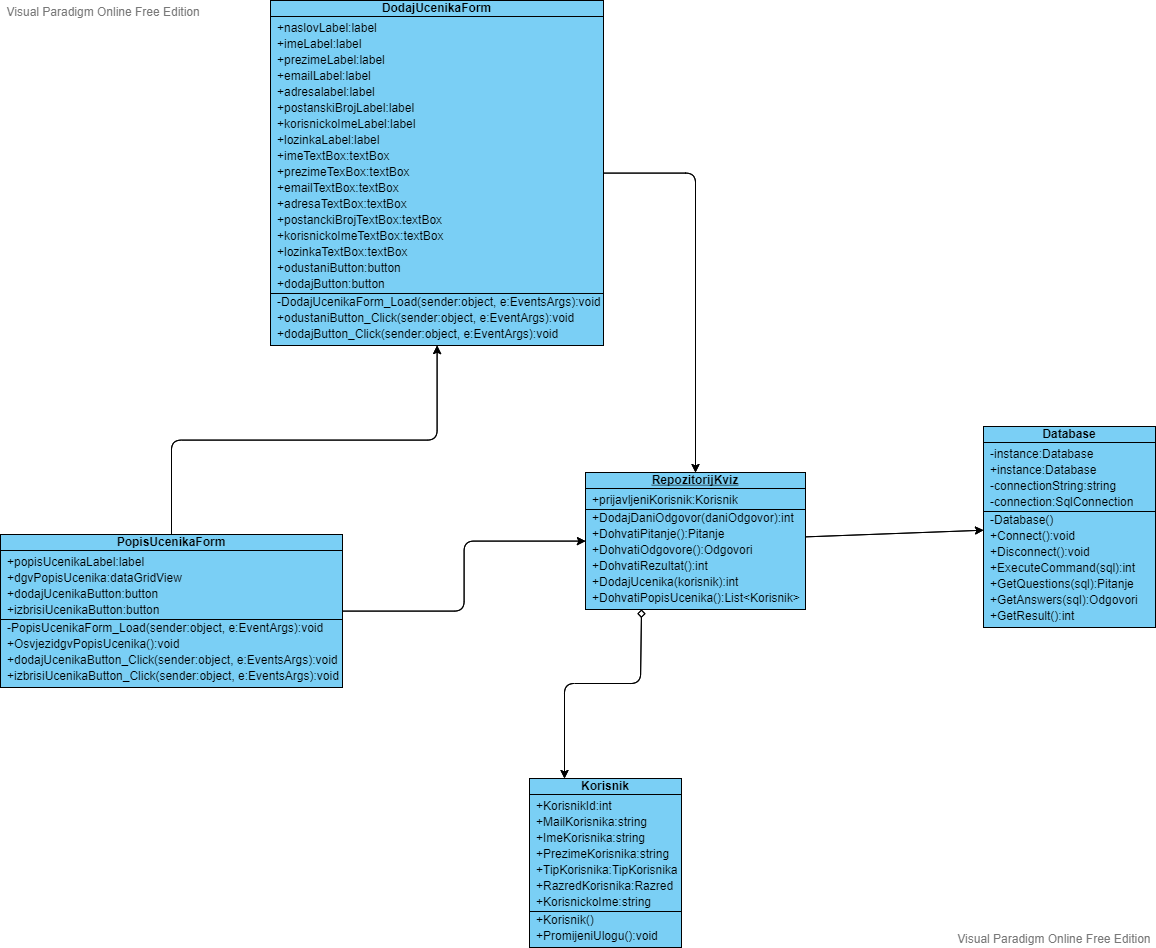 Visual Paradigm Online Free Edition
DodajUcenikaForm
+naslovLabel:label
+imeLabel:label
+prezimeLabel:label
+emailLabel:label
+adresalabel:label
+postanskiBrojLabel:label
+korisnickoImeLabel:label
+lozinkaLabel:label
+imeTextBox:textBox
+prezimeTexBox:textBox
+emailTextBox:textBox
+adresaTextBox:textBox
+postanckiBrojTextBox:textBox
+korisnickoImeTextBox:textBox
+lozinkaTextBox:textBox
+odustaniButton:button
+dodajButton:button
-DodajUcenikaForm_Load(sender:object, e:EventsArgs):void
+odustaniButton_Click(sender:object, e:EventArgs):void
+dodajButton_Click(sender:object, e:EventArgs):void
Database
-instance:Database
+instance:Database
-connectionString:string
-connection:SqlConnection
-Database()
+Connect():void
+Disconnect():void
+ExecuteCommand(sql):int
+GetQuestions(sql):Pitanje
+GetAnswers(sql):Odgovori
+GetResult():int
RepozitorijKviz
+prijavljeniKorisnik:Korisnik
+DodajDaniOdgovor(daniOdgovor):int
+DohvatiPitanje():Pitanje
+DohvatiOdgovore():Odgovori
+DohvatiRezultat():int
+DodajUcenika(korisnik):int
+DohvatiPopisUcenika():List<Korisnik>
PopisUcenikaForm
+popisUcenikaLabel:label
+dgvPopisUcenika:dataGridView
+dodajUcenikaButton:button
+izbrisiUcenikaButton:button
-PopisUcenikaForm_Load(sender:object, e:EventArgs):void
+OsvjezidgvPopisUcenika():void
+dodajUcenikaButton_Click(sender:object, e:EventsArgs):void
+izbrisiUcenikaButton_Click(sender:object, e:EventsArgs):void
Korisnik
+KorisnikId:int
+MailKorisnika:string
+ImeKorisnika:string
+PrezimeKorisnika:string
+TipKorisnika:TipKorisnika
+RazredKorisnika:Razred
+KorisnickoIme:string
+Korisnik()
+PromijeniUlogu():void
Visual Paradigm Online Free Edition